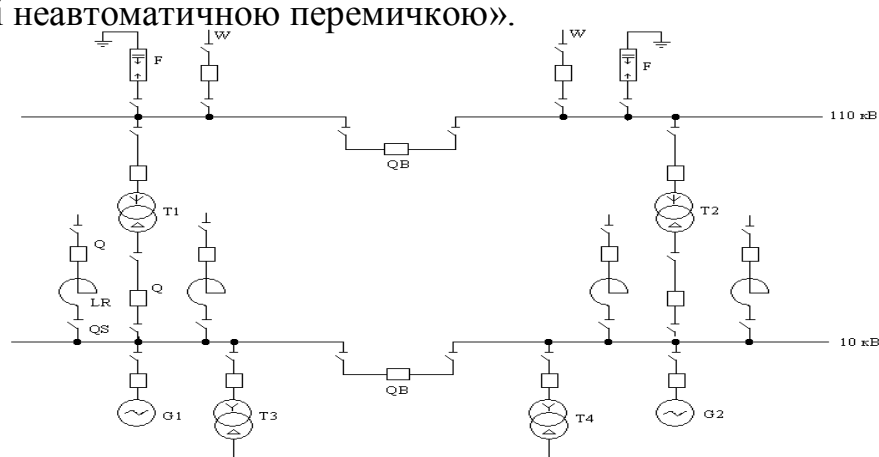 і неавтоматичною перемичкою».
W
W
F
F
110 кВ
QB
T1
T2
Q
Q
LR
QS
10 кВ
QB
G1
T3
T4
G2